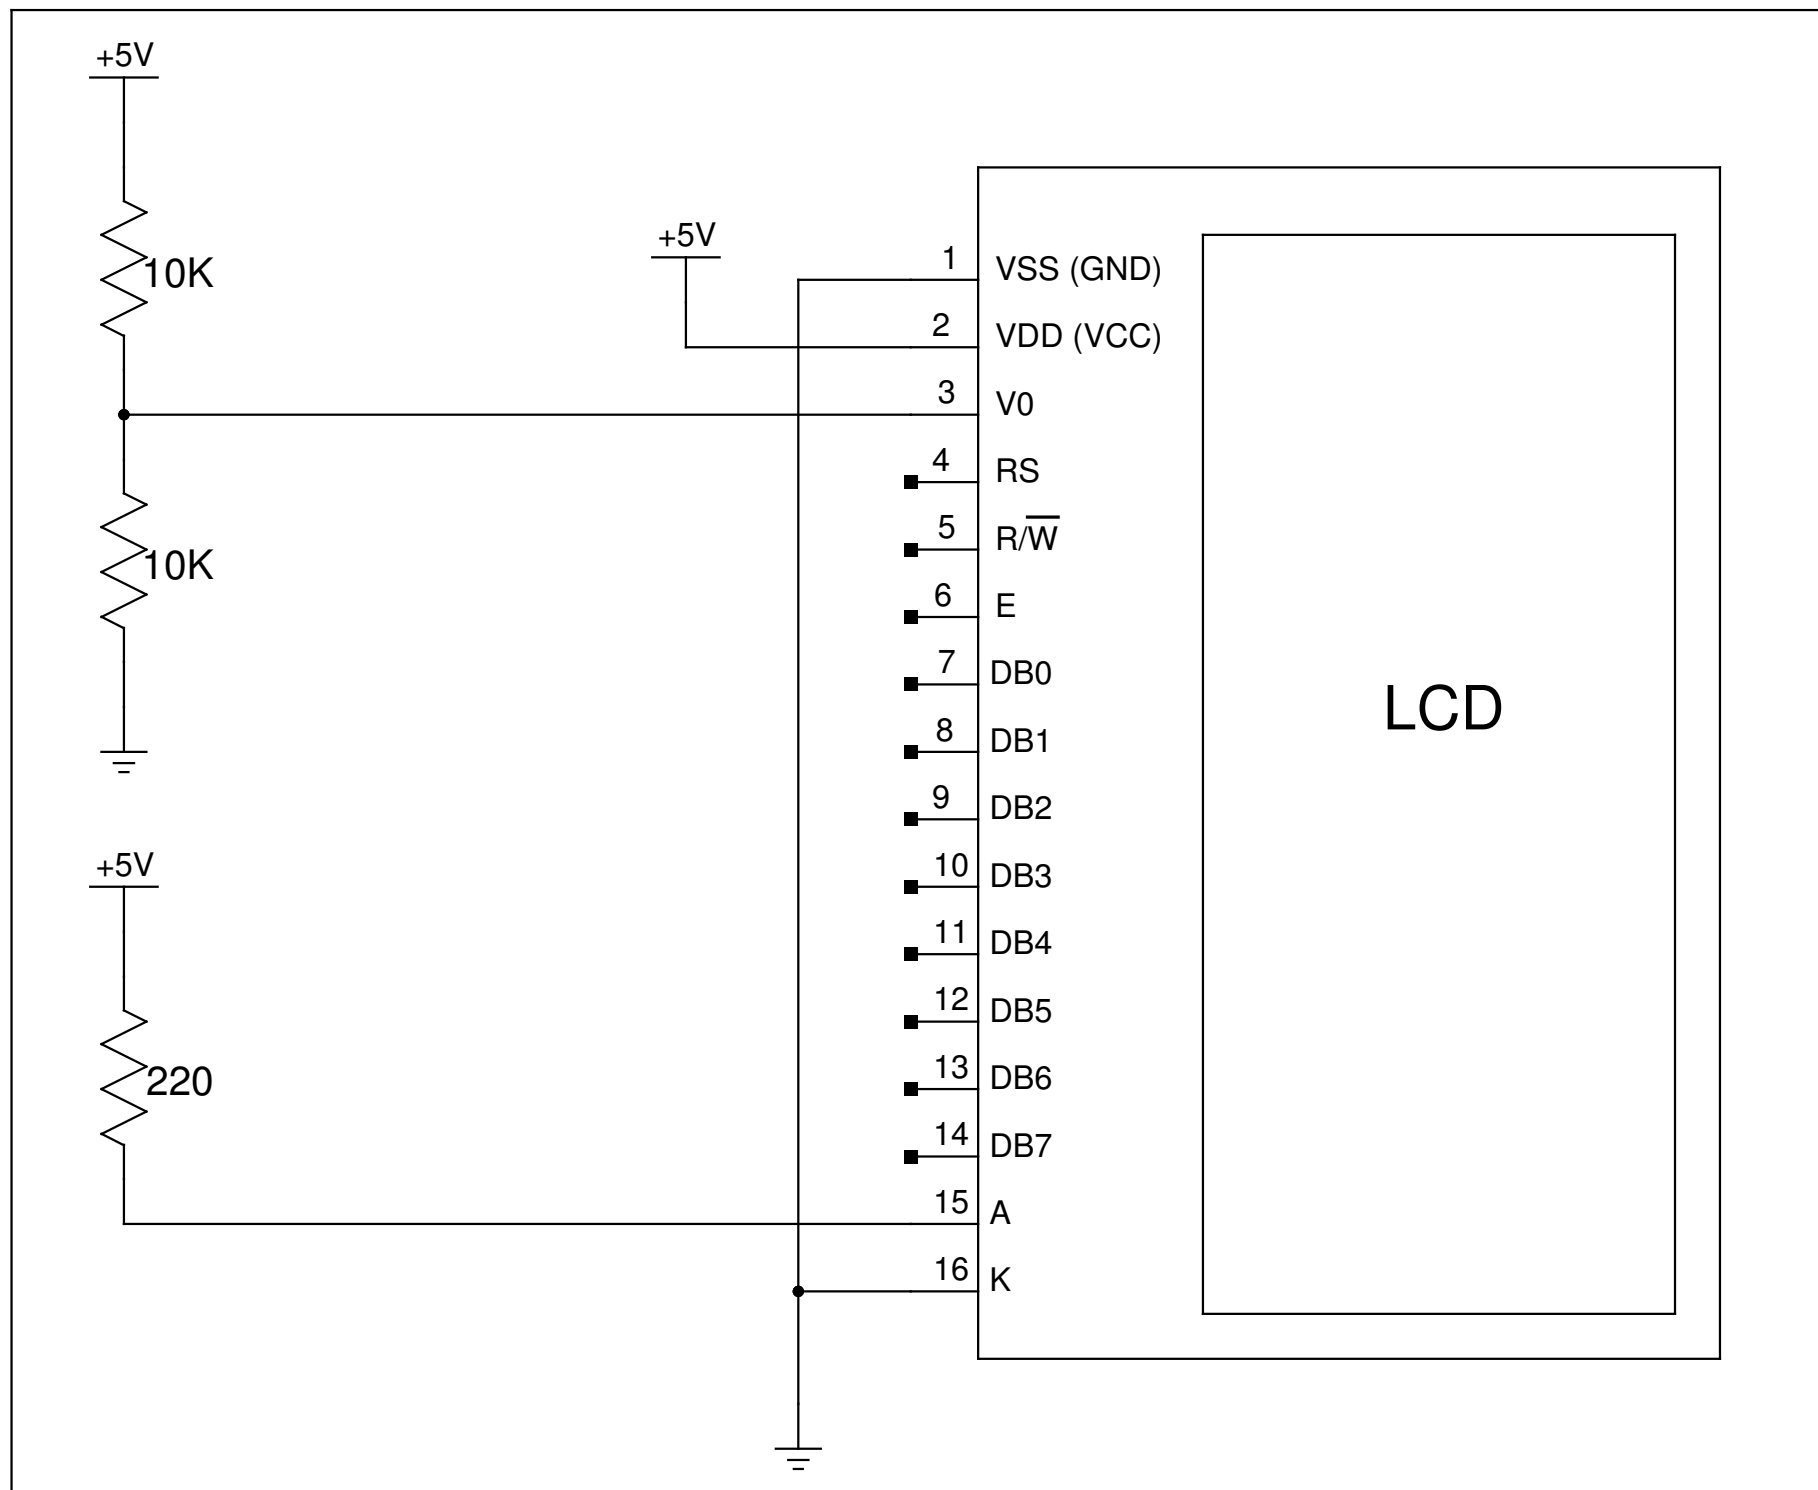 +5V
10K
10K
+5V
220
+5V
1 VSS (GND)
2 VDD (VCC)
3 V0
4 RS
5 R/W̅
6 E
7 DB0
8 DB1
9 DB2
10 DB3
11 DB4
12 DB5
13 DB6
14 DB7
15 A
16 K
LCD